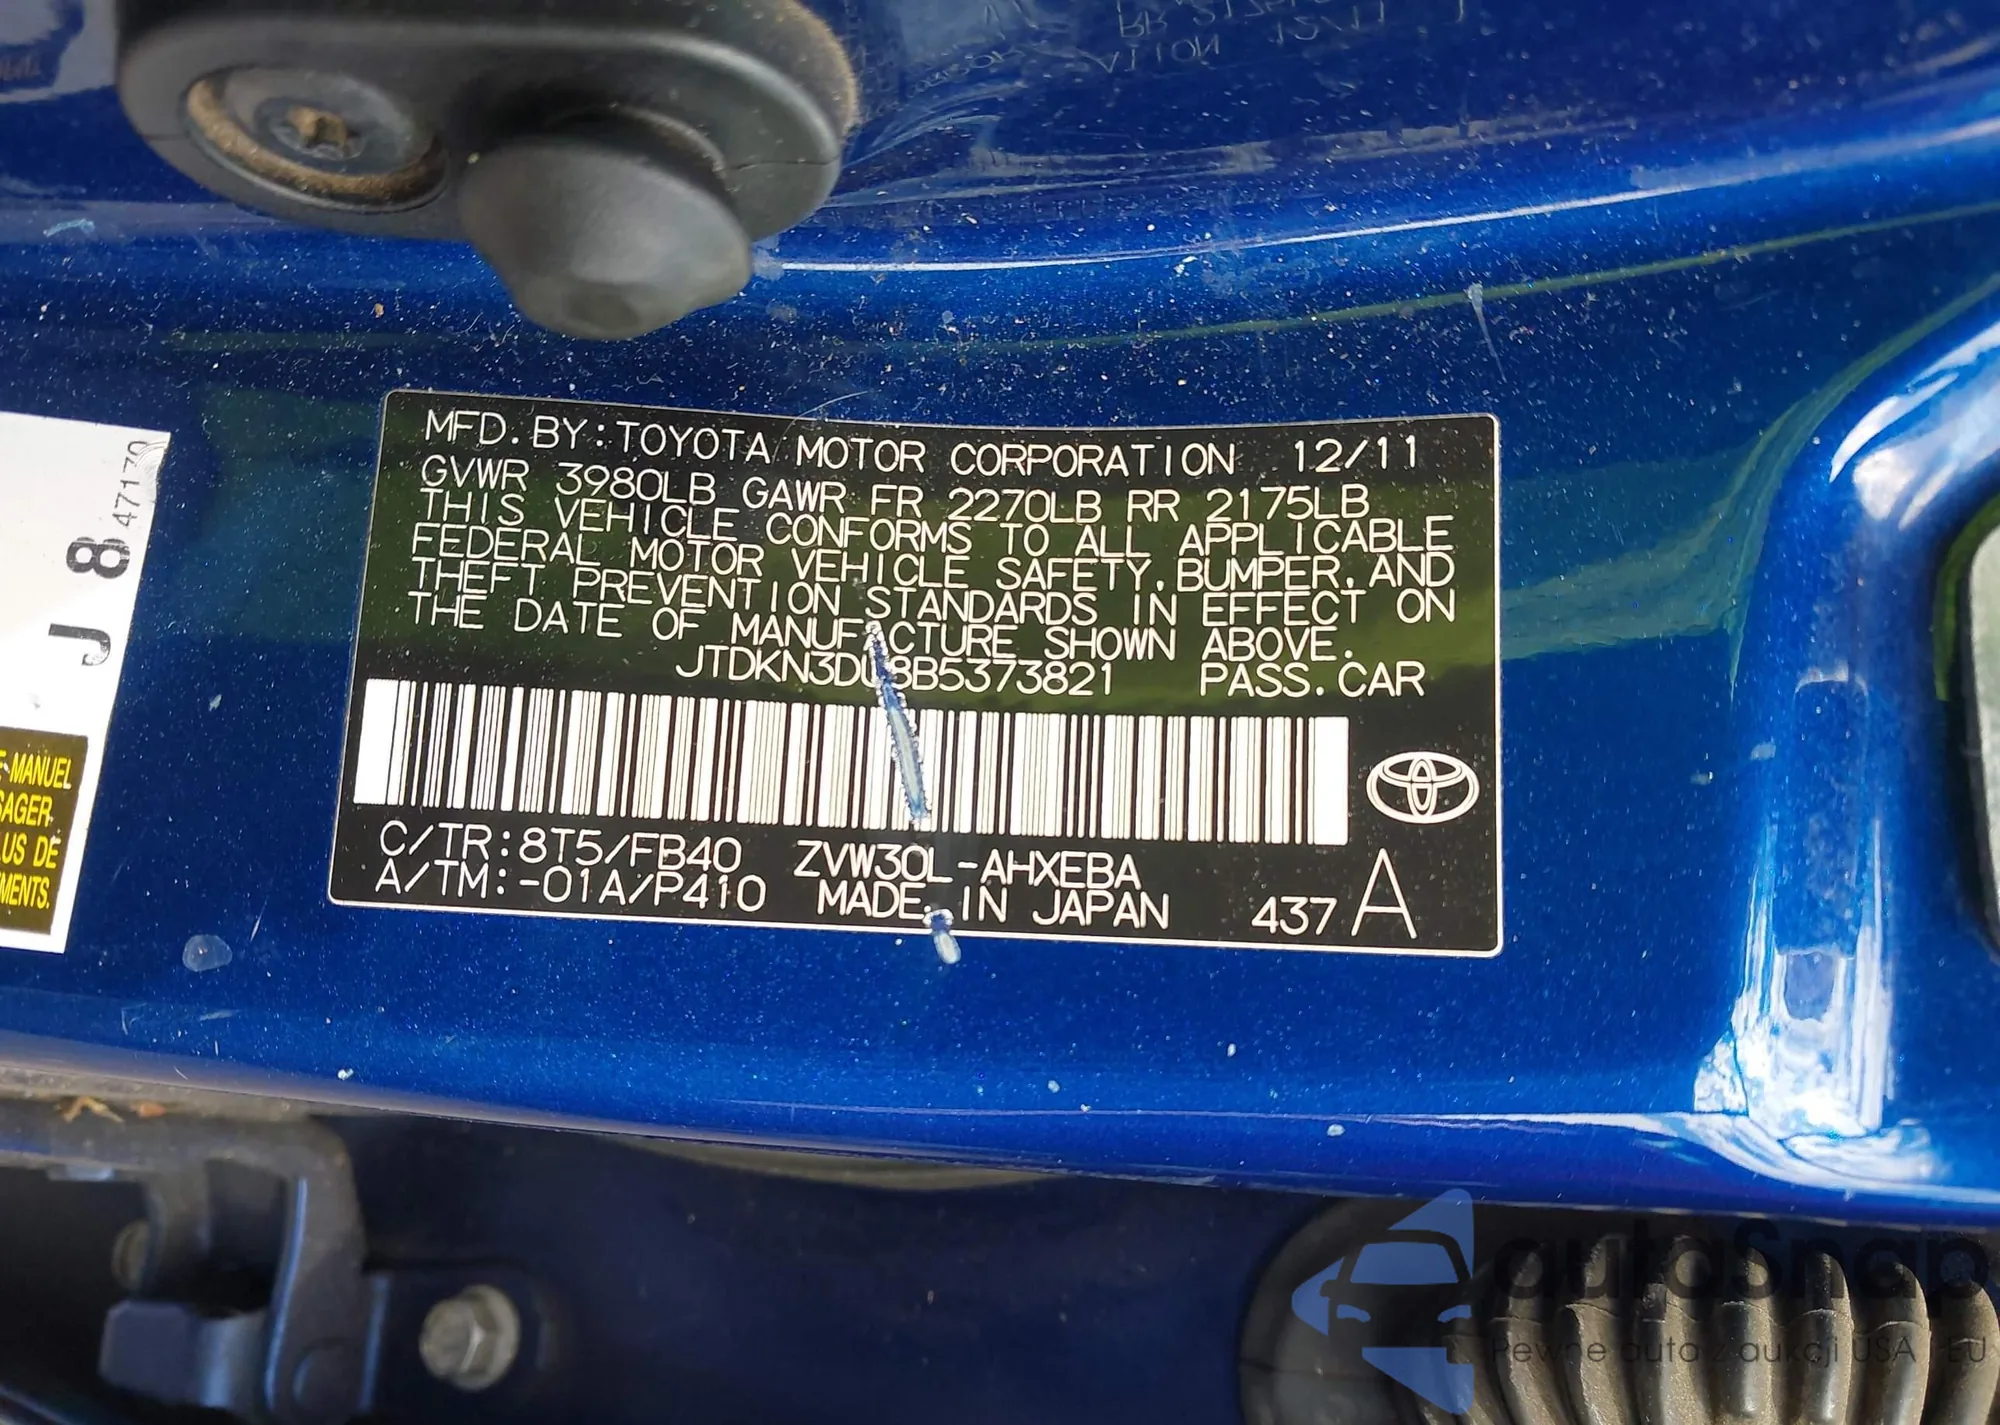 MFD. BY: TOYOTA MOTOR CORPORATION 12/11
GVWR 3980LB GAWR FR 2270LB RR 2175LB
THIS VEHICLE CONFORMS TO ALL APPLICABLE
FEDERAL MOTOR VEHICLE SAFETY, BUMPER, AND
THEFT PREVENTION STANDARDS IN EFFECT ON
THE DATE OF MANUFACTURE SHOWN ABOVE.
JTDKN3DU8B5373821 PASS. CAR
C/TR: 8T5/FB40 ZVW30L-AHXEBA
A/TM: -01A/P410 MADE IN JAPAN 437 A
J 8 47170
MANUEL
US DE
autoSnap
Pewne auta z aukcji USA i EU